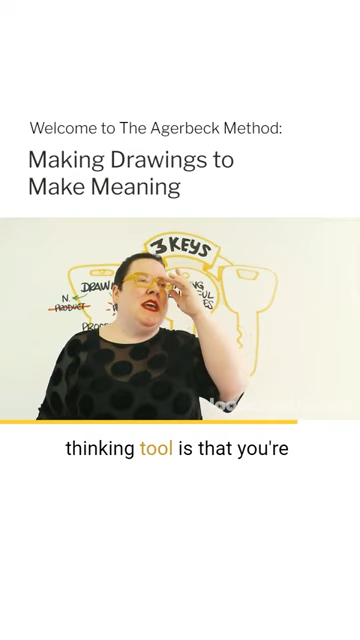 Welcome to The Agerbeck Method:
Making Drawings to
Make Meaning
3 KEYS
DRAW
N.
PRODUCT
thinking tool is that you're